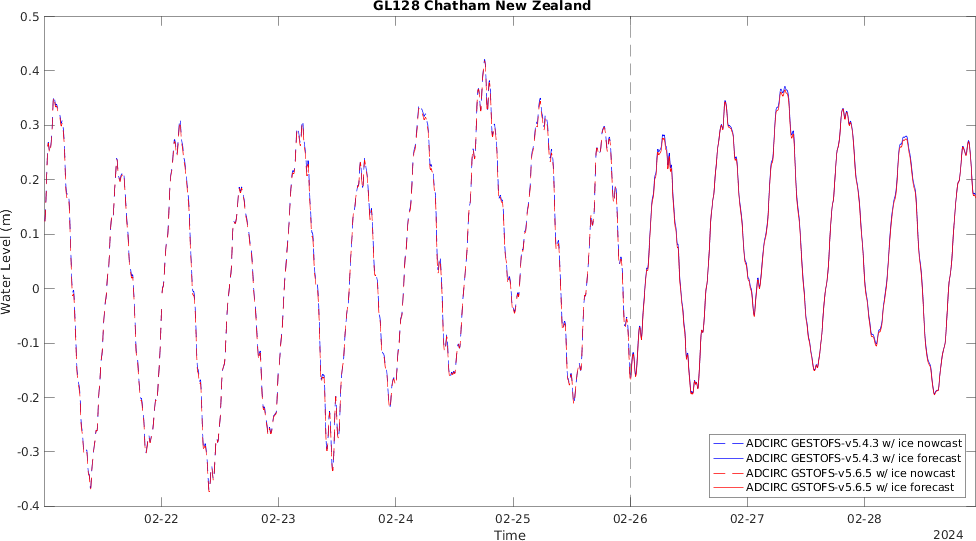 GL128 Chatham New Zealand
0.5
0.4
0.3
0.2
0.1
0
-0.1
-0.2
-0.3
-0.4
Water Level (m)
02-22
02-23
02-24
02-25
02-26
02-27
02-28
Time
2024
ADCIRC GESTOFS-v5.4.3 w/ ice nowcast
ADCIRC GESTOFS-v5.4.3 w/ ice forecast
ADCIRC GSTOFS-v5.6.5 w/ ice nowcast
ADCIRC GSTOFS-v5.6.5 w/ ice forecast